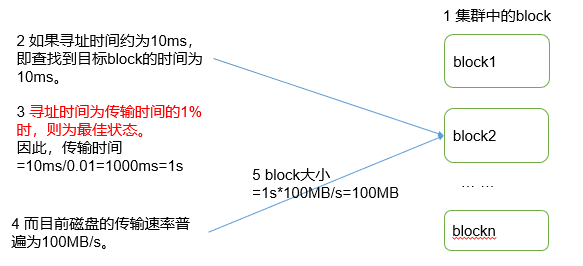 1 集群中的block
block1
block2
... ...
blockn
2 如果寻址时间约为10ms，
即查找到目标block的时间为
10ms。
3 寻址时间为传输时间的1%
时，则为最佳状态。
因此，传输时间
=10ms/0.01=1000ms=1s
4 而目前磁盘的传输速率普
遍为100MB/s。
5 block大小
=1s*100MB/s=100MB